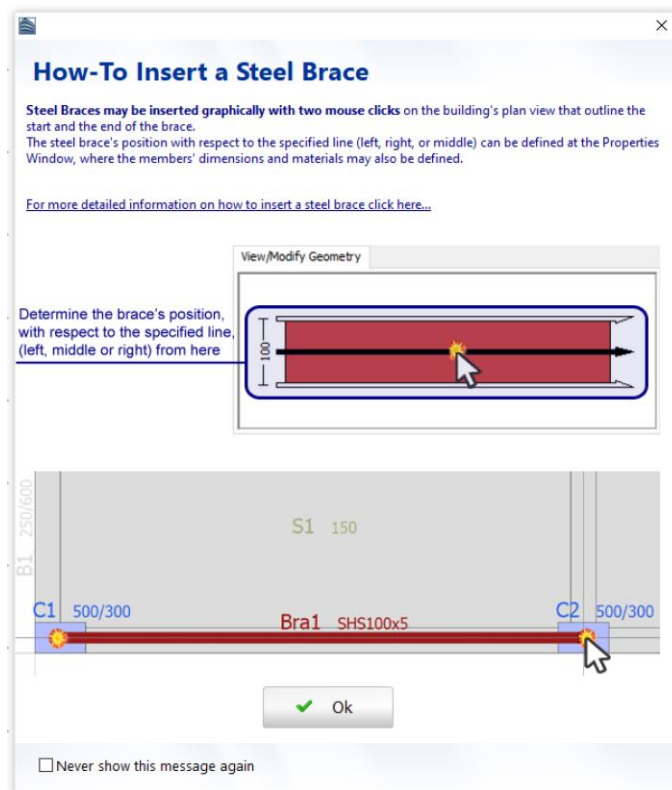 How-To Insert a Steel Brace
Steel Braces may be inserted graphically with two mouse clicks on the building's plan view that outline the
start and the end of the brace.
The steel brace's position with respect to the specified line (left, right, or middle) can be defined at the Properties
Window, where the members' dimensions and materials may also be defined.
For more detailed information on how to insert a steel brace click here...
View/Modify Geometry
Determine the brace's position,
with respect to the specified line,
(left, middle or right) from here
100
B1 250/600
S1 150
C1 500/300
Bra1 SHS100x5
C2 500/300
Ok
Never show this message again